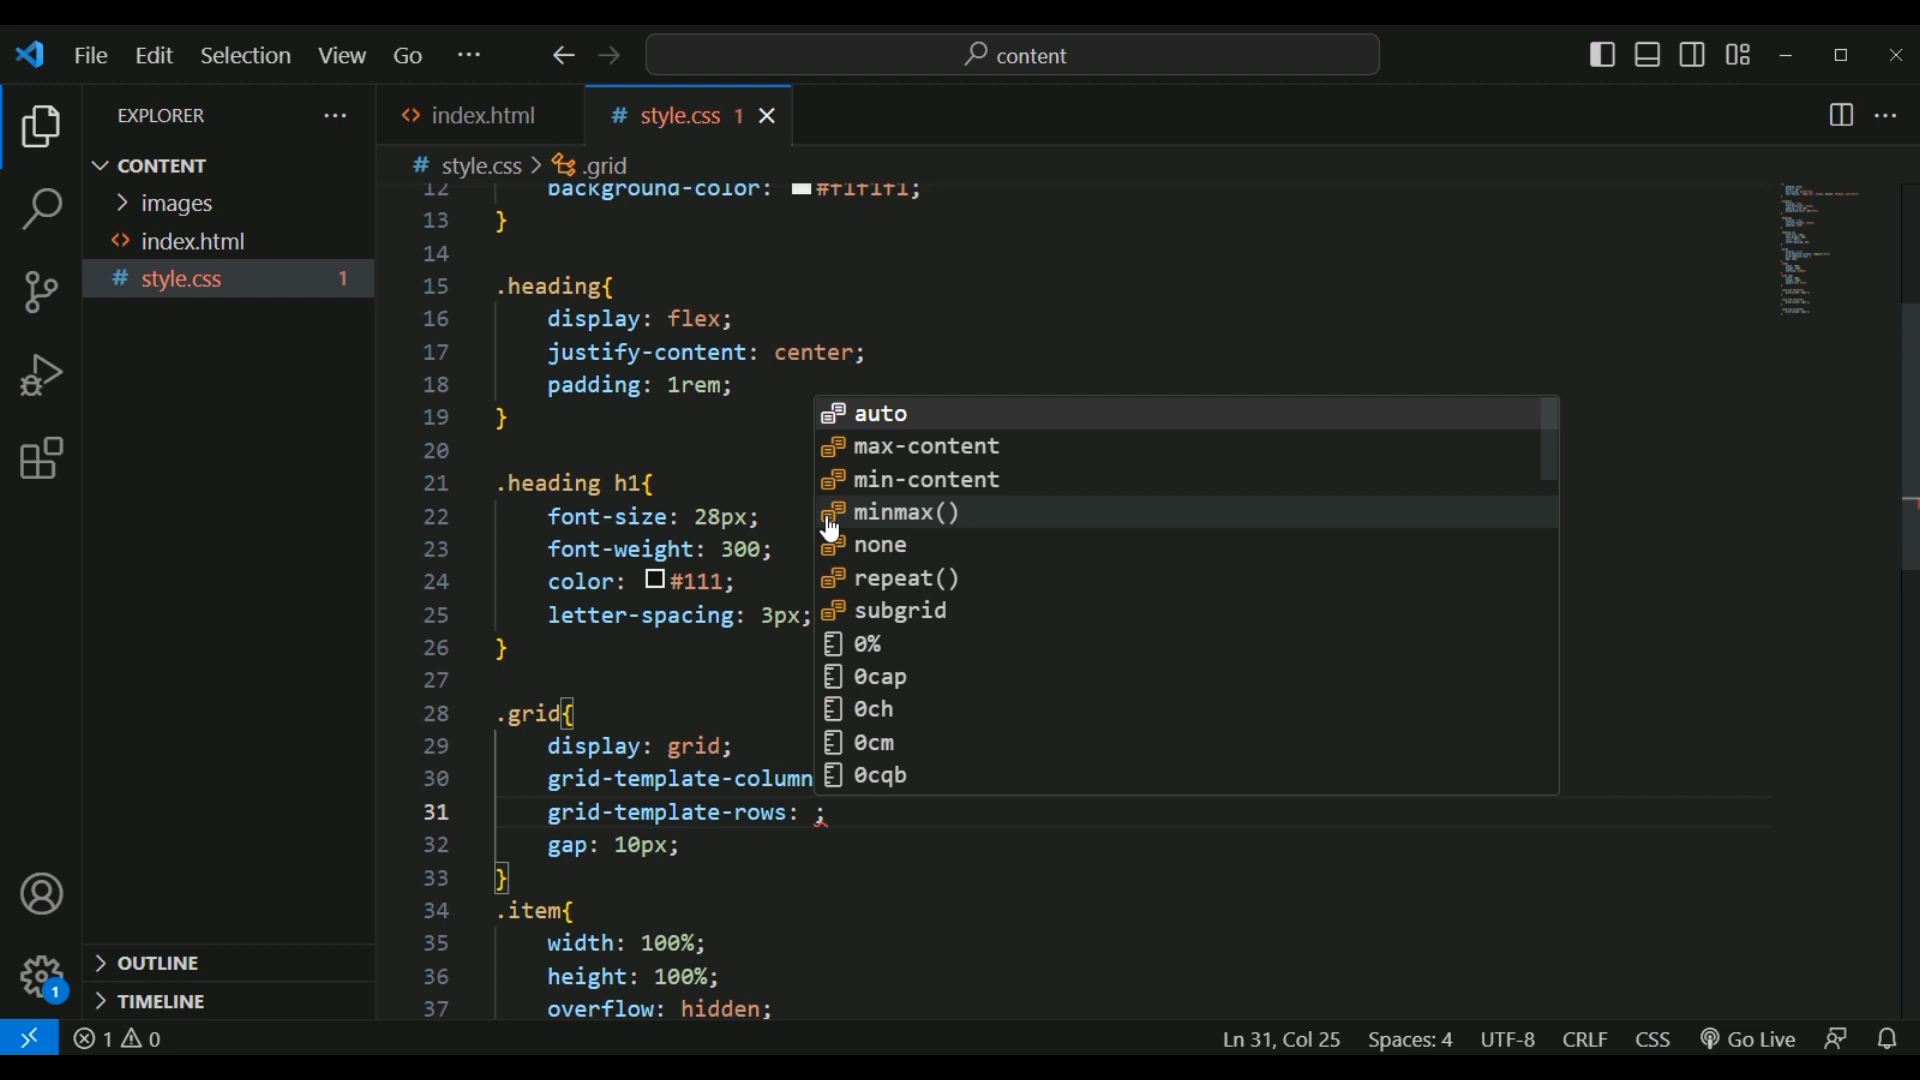 File Edit Selection View Go ··· content
EXPLORER ···
index.html # style.css 1
CONTENT
images
index.html
# style.css 1
# style.css > .grid
12 background-color: #f1f1f1;
13 }
14
15 .heading{
16 display: flex;
17 justify-content: center;
18 padding: 1rem;
19 }
20
21 .heading h1{
22 font-size: 28px;
23 font-weight: 300;
24 color: #111;
25 letter-spacing: 3px;
26 }
27
28 .grid{
29 display: grid;
30 grid-template-column
31 grid-template-rows: ;
32 gap: 10px;
33 }
34 .item{
35 width: 100%;
36 height: 100%;
37 overflow: hidden;
auto
max-content
min-content
minmax()
none
repeat()
subgrid
0%
0cap
0ch
0cm
0cqb
OUTLINE
TIMELINE
1
1 0 Ln 31, Col 25 Spaces: 4 UTF-8 CRLF CSS Go Live